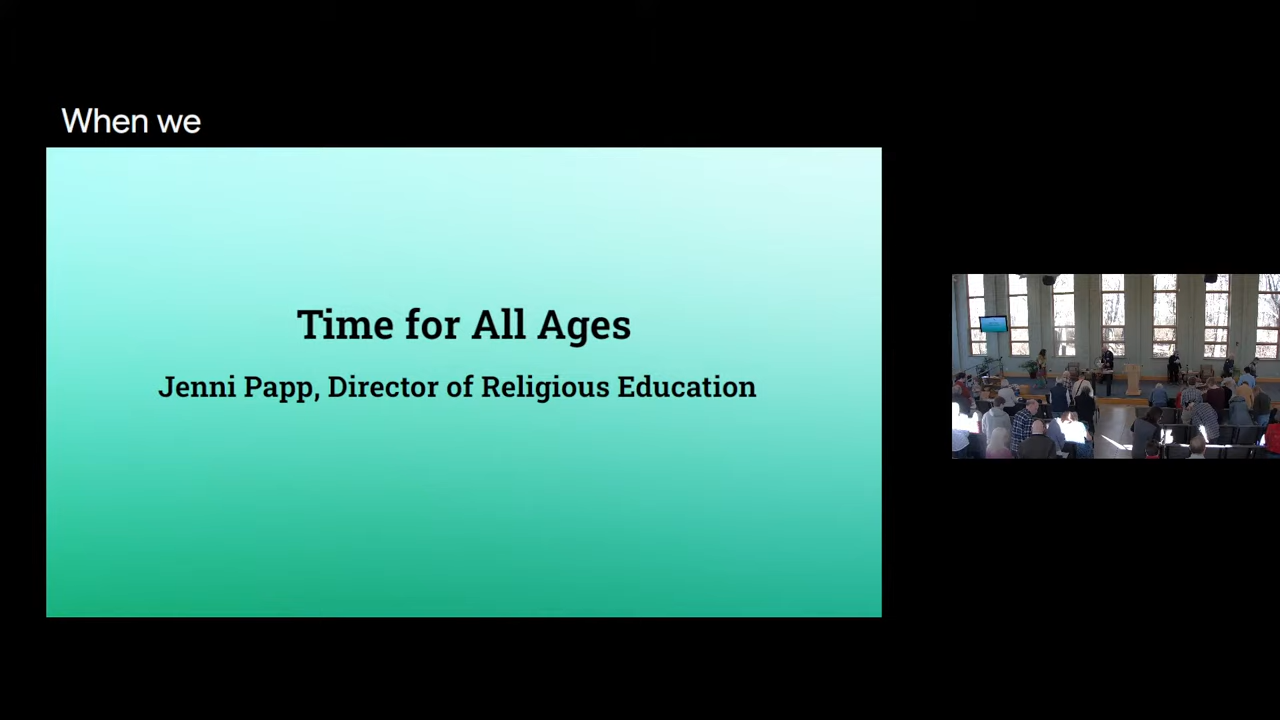 When we
Time for All Ages
Jenni Papp, Director of Religious Education